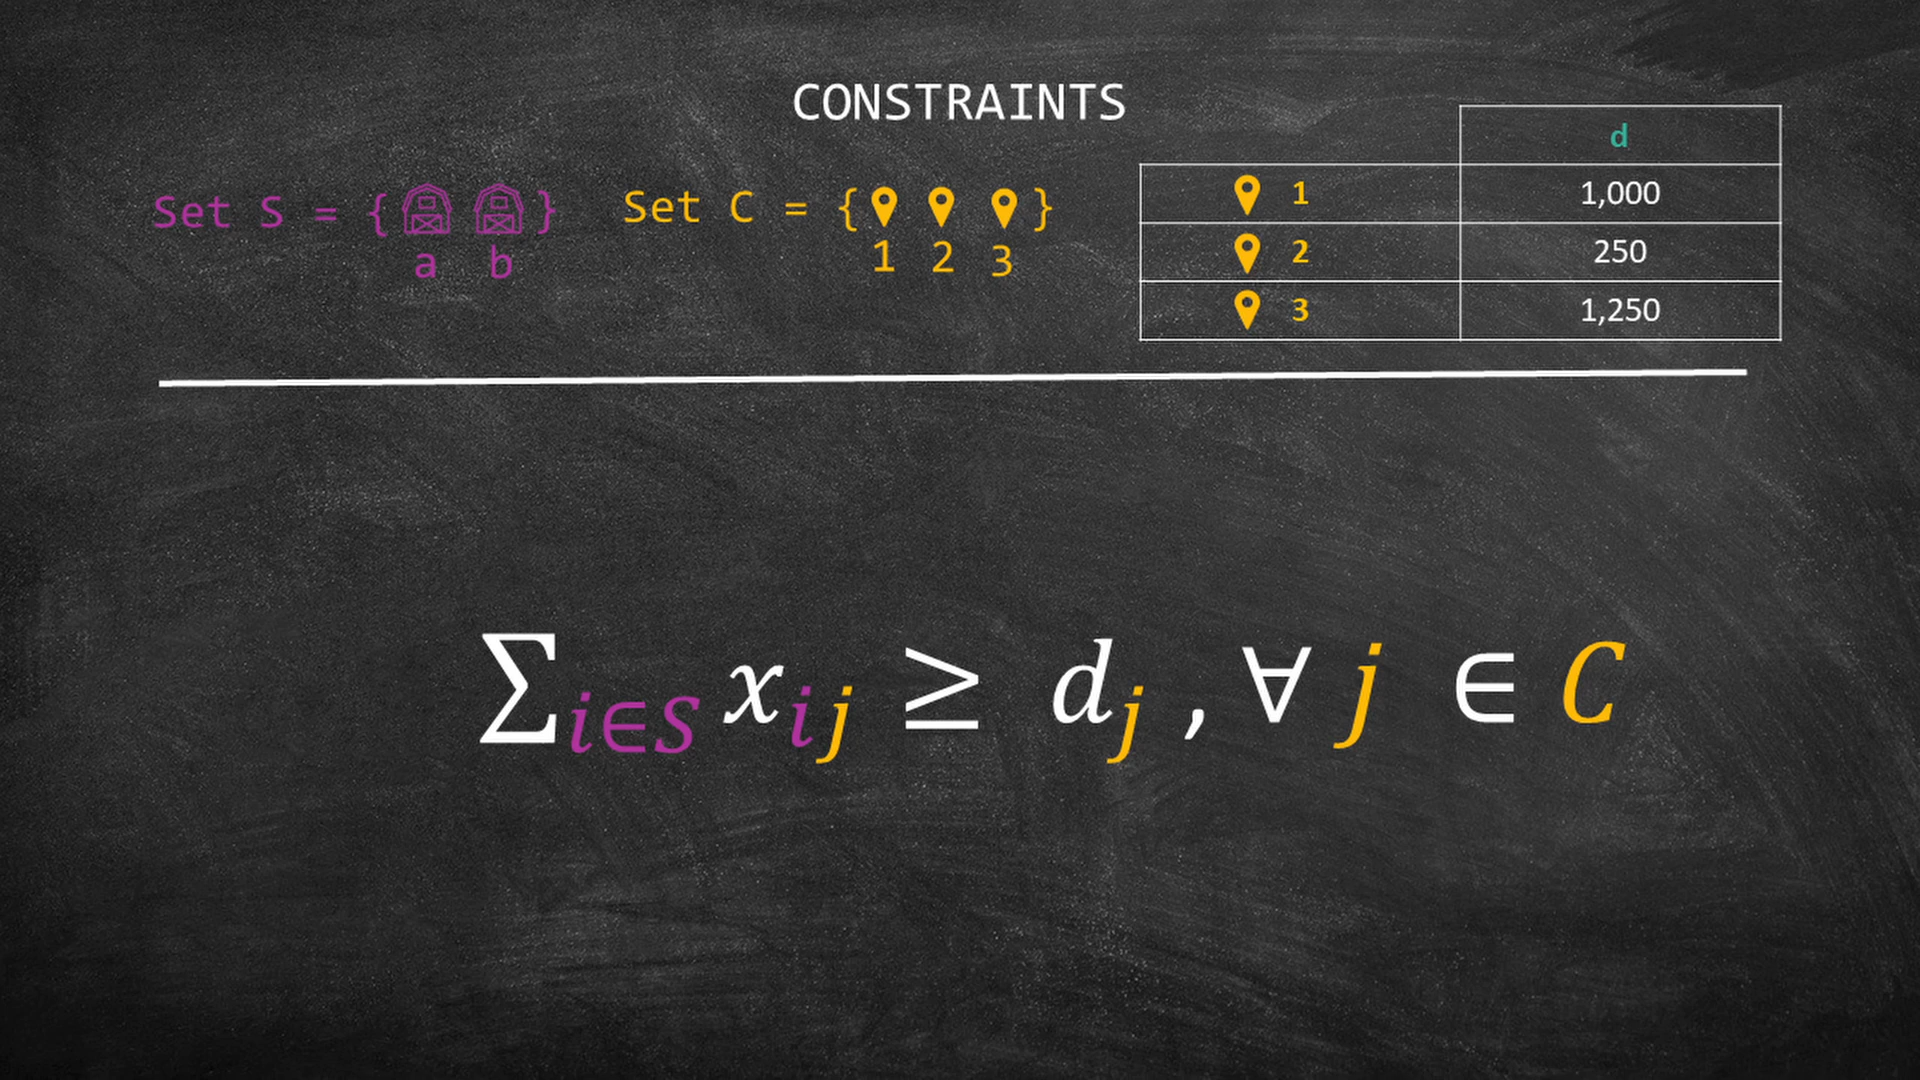 CONSTRAINTS
Set S = { }
a b
Set C = { }
1 2 3
d
1 1,000
2 250
3 1,250
∑i∈S xij ≥ dj , ∀ j ∈ C